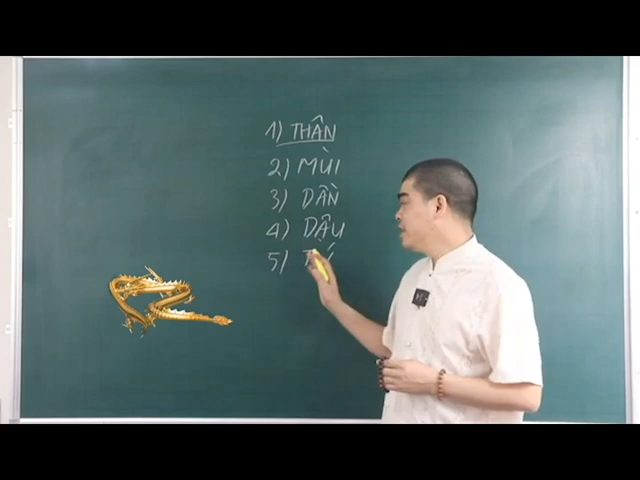 1) THÂN
2) MÙI
3) DẦN
4) DẬU
5)